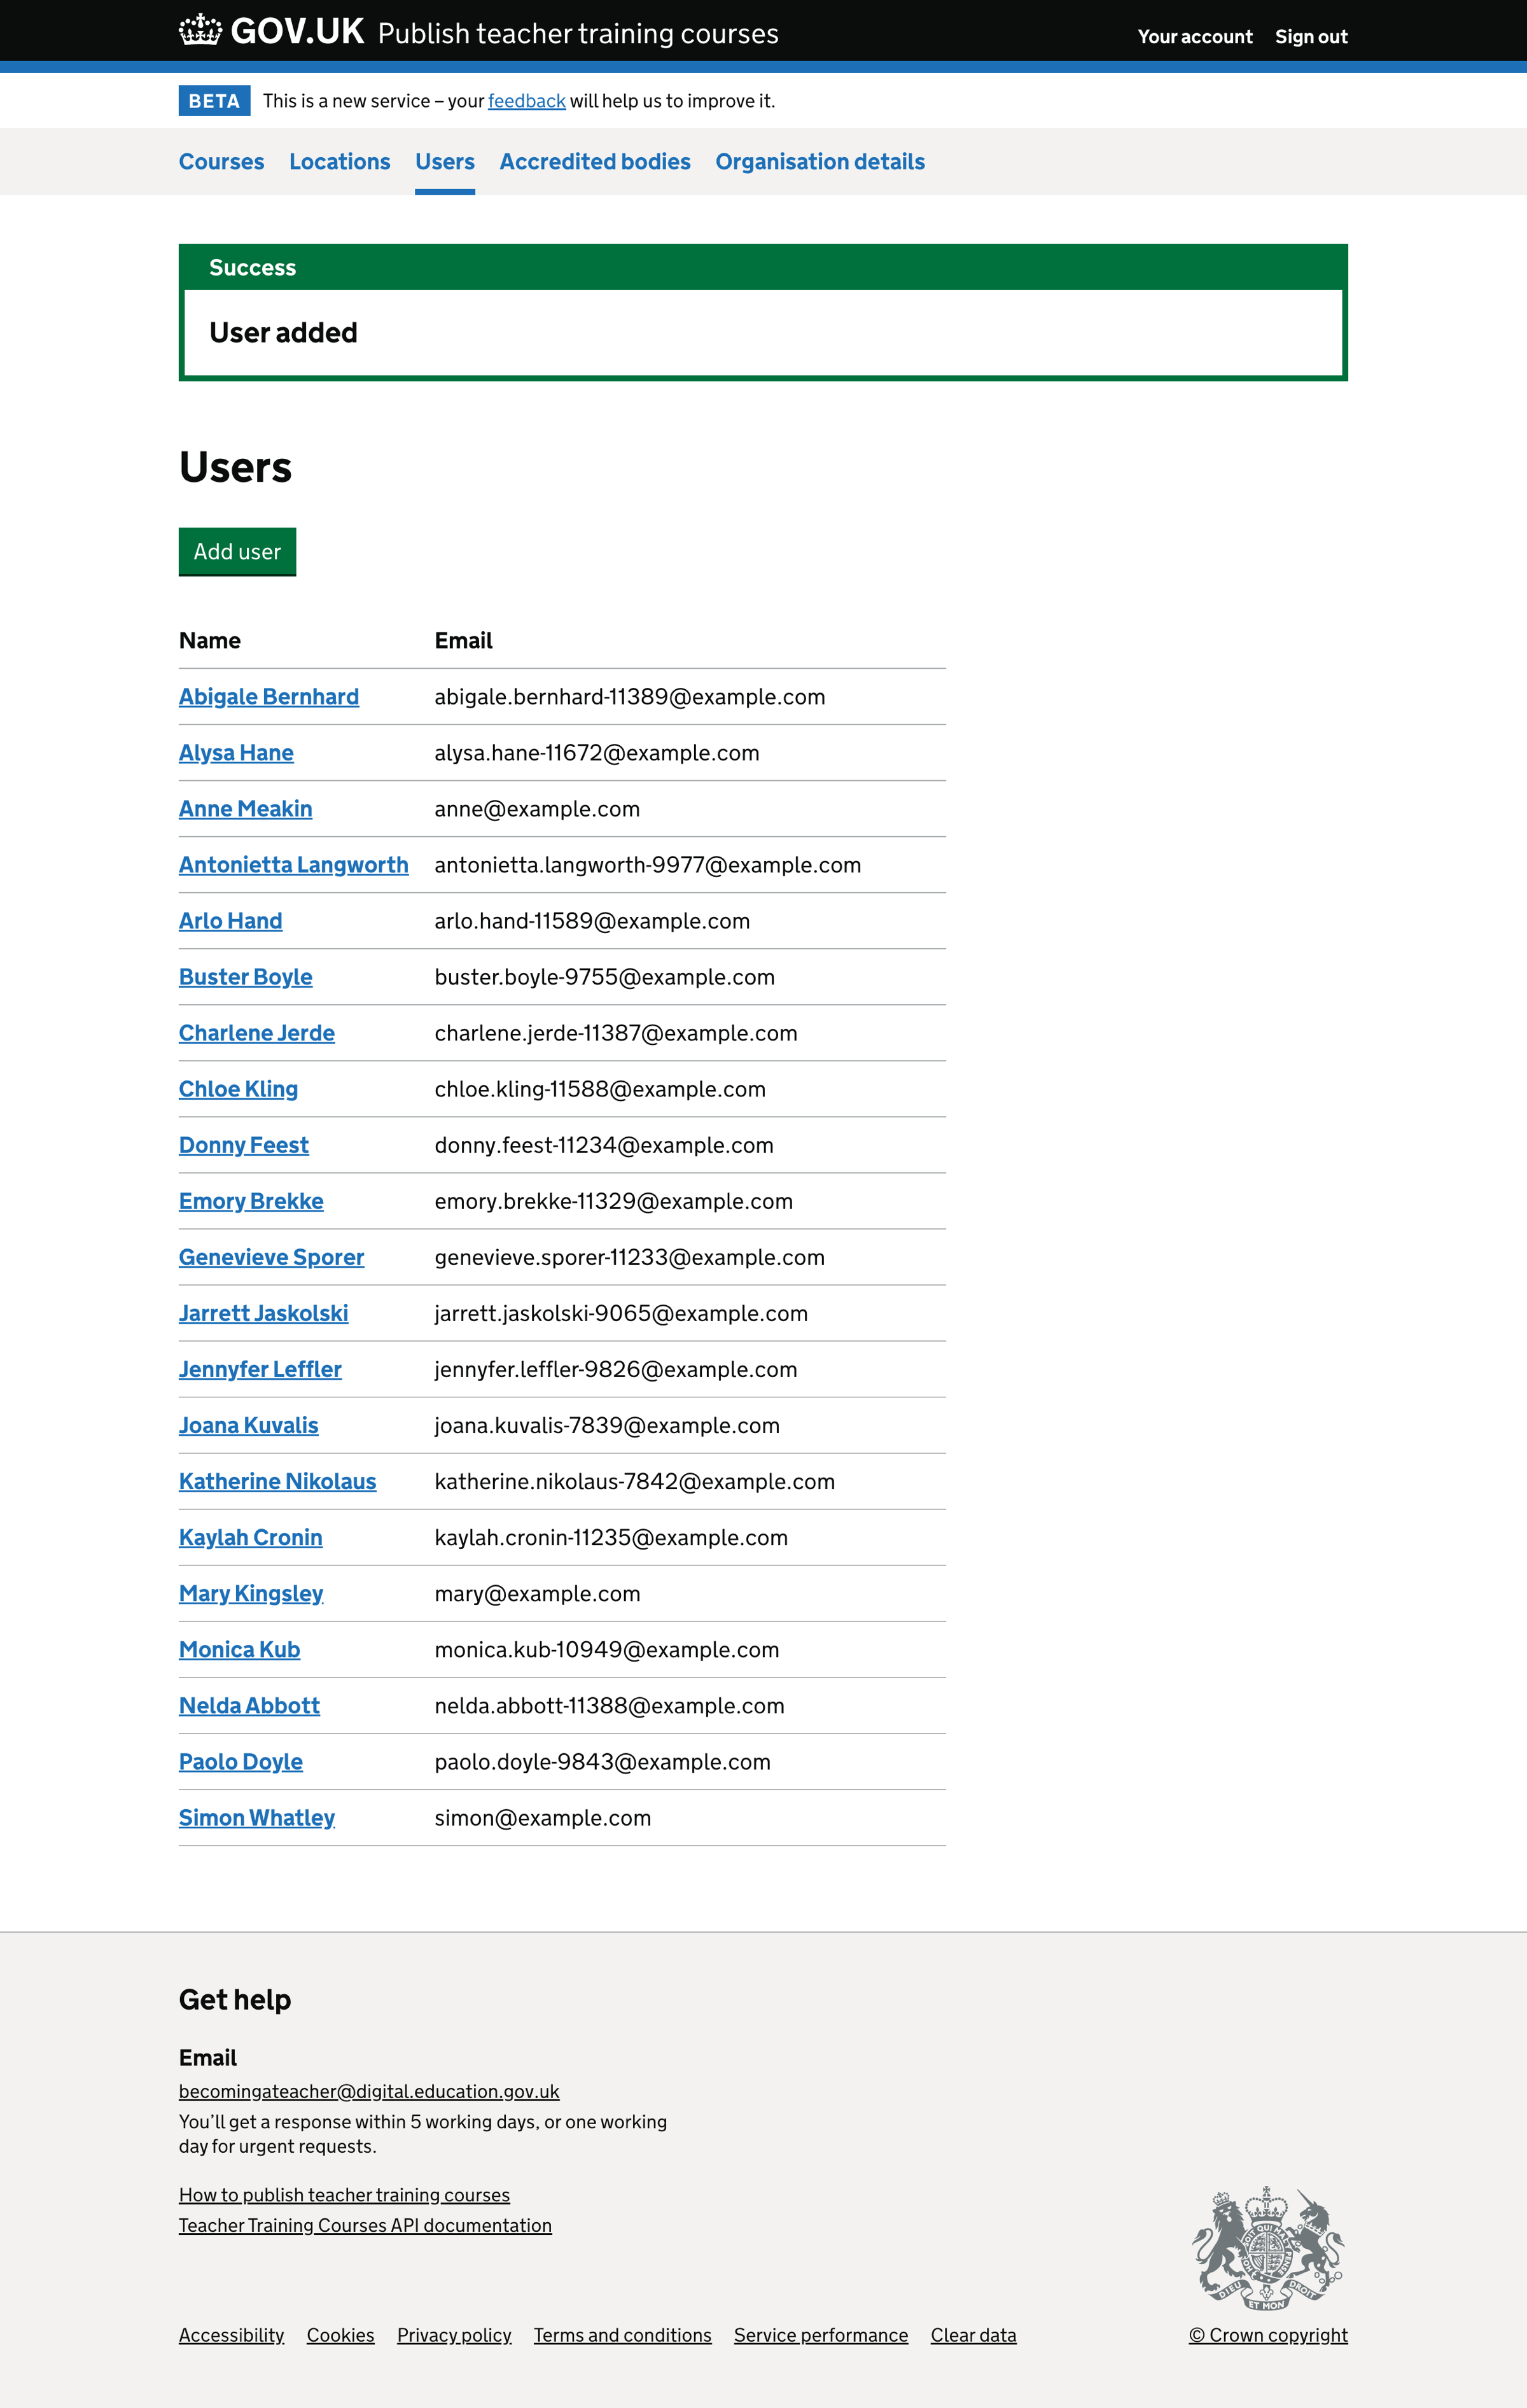 GOV.UK Publish teacher training courses Your account Sign out
BETA This is a new service – your feedback will help us to improve it.
Courses Locations Users Accredited bodies Organisation details
Success
User added
Users
Add user
Name Email
Abigale Bernhard abigale.bernhard-11389@example.com
Alysa Hane alysa.hane-11672@example.com
Anne Meakin anne@example.com
Antonietta Langworth antonietta.langworth-9977@example.com
Arlo Hand arlo.hand-11589@example.com
Buster Boyle buster.boyle-9755@example.com
Charlene Jerde charlene.jerde-11387@example.com
Chloe Kling chloe.kling-11588@example.com
Donny Feest donny.feest-11234@example.com
Emory Brekke emory.brekke-11329@example.com
Genevieve Sporer genevieve.sporer-11233@example.com
Jarrett Jaskolski jarrett.jaskolski-9065@example.com
Jennyfer Leffler jennyfer.leffler-9826@example.com
Joana Kuvalis joana.kuvalis-7839@example.com
Katherine Nikolaus katherine.nikolaus-7842@example.com
Kaylah Cronin kaylah.cronin-11235@example.com
Mary Kingsley mary@example.com
Monica Kub monica.kub-10949@example.com
Nelda Abbott nelda.abbott-11388@example.com
Paolo Doyle paolo.doyle-9843@example.com
Simon Whatley simon@example.com
Get help
Email
becomingateacher@digital.education.gov.uk
You’ll get a response within 5 working days, or one working
day for urgent requests.
How to publish teacher training courses
Teacher Training Courses API documentation
DIEU ET MON DROIT
Accessibility Cookies Privacy policy Terms and conditions Service performance Clear data © Crown copyright